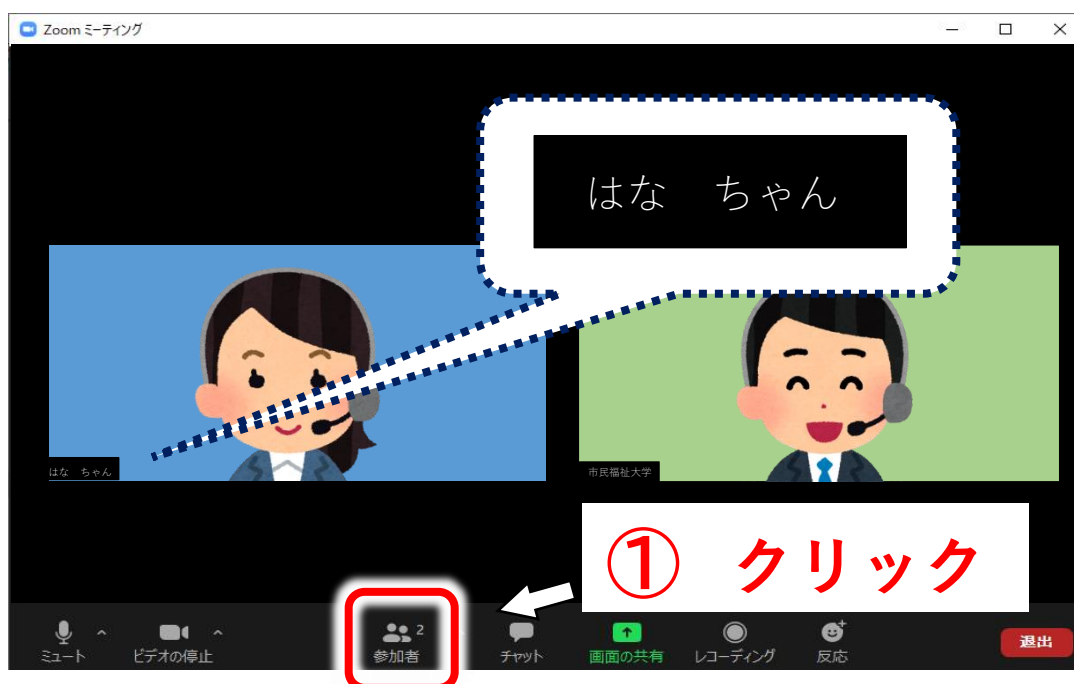 Zoom ミーティング
はな　ちゃん
はな　ちゃん
市民福祉大学
①　クリック
2
ミュート
ビデオの停止
参加者
チャット
画面の共有
レコーディング
反応
退出